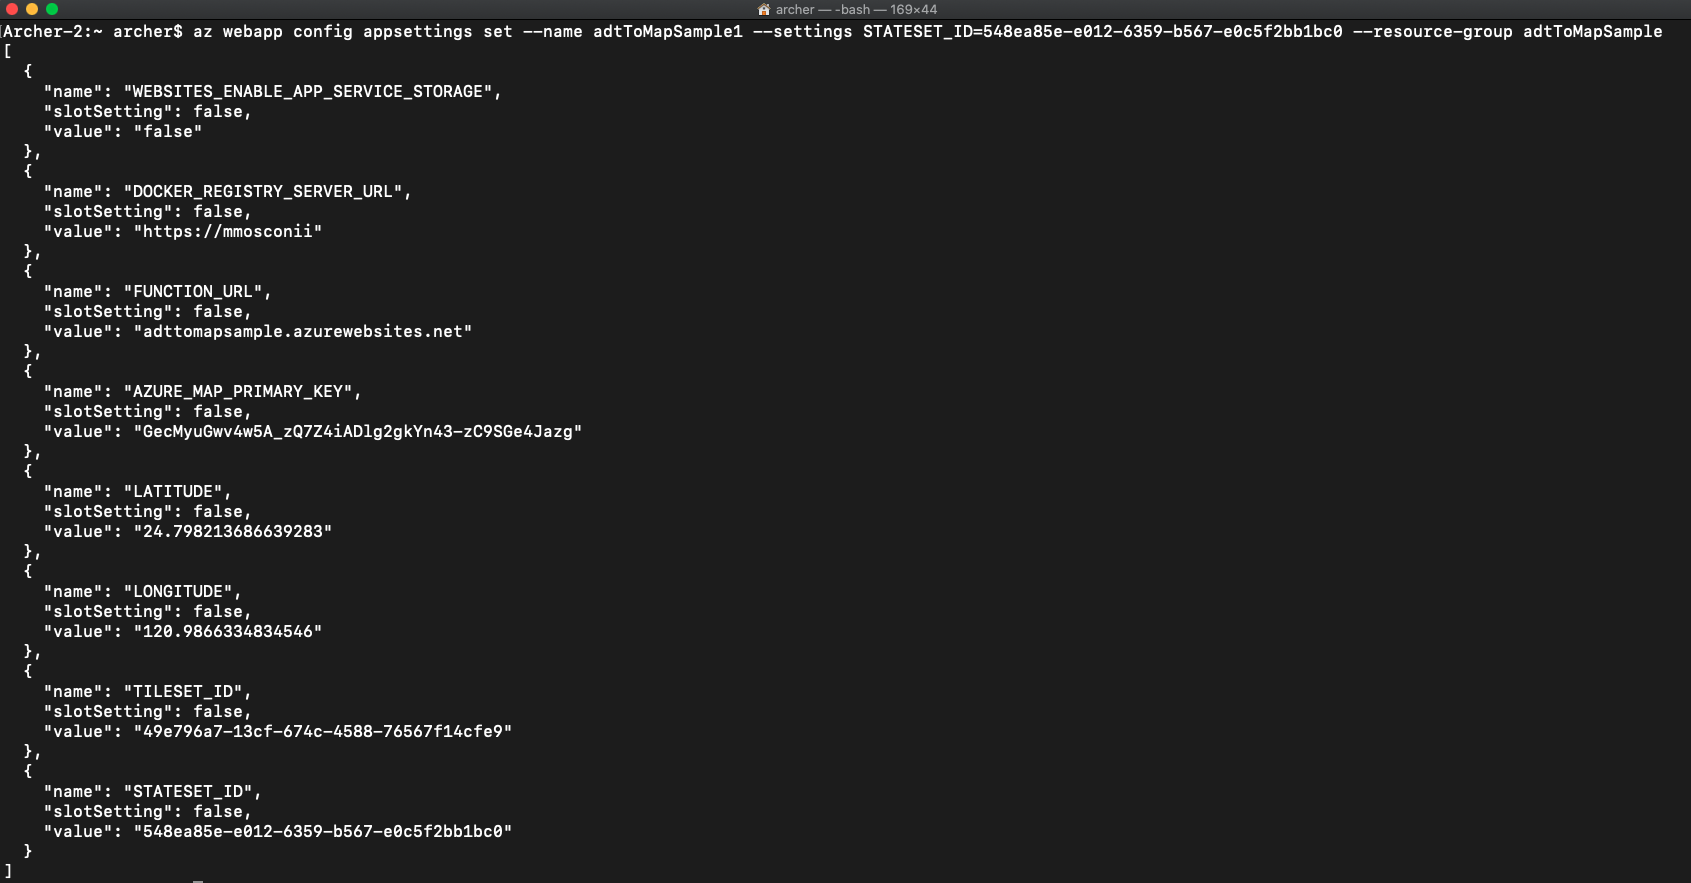 archer — -bash — 169×44
Archer-2:~ archer$ az webapp config appsettings set --name adtToMapSample1 --settings STATESET_ID=548ea85e-e012-6359-b567-e0c5f2bb1bc0 --resource-group adtToMapSample
[
  {
    "name": "WEBSITES_ENABLE_APP_SERVICE_STORAGE",
    "slotSetting": false,
    "value": "false"
  },
  {
    "name": "DOCKER_REGISTRY_SERVER_URL",
    "slotSetting": false,
    "value": "https://mmosconii"
  },
  {
    "name": "FUNCTION_URL",
    "slotSetting": false,
    "value": "adttomapsample.azurewebsites.net"
  },
  {
    "name": "AZURE_MAP_PRIMARY_KEY",
    "slotSetting": false,
    "value": "GecMyuGwv4w5A_zQ7Z4iADlg2gkYn43-zC9SGe4Jazg"
  },
  {
    "name": "LATITUDE",
    "slotSetting": false,
    "value": "24.798213686639283"
  },
  {
    "name": "LONGITUDE",
    "slotSetting": false,
    "value": "120.9866334834546"
  },
  {
    "name": "TILESET_ID",
    "slotSetting": false,
    "value": "49e796a7-13cf-674c-4588-76567f14cfe9"
  },
  {
    "name": "STATESET_ID",
    "slotSetting": false,
    "value": "548ea85e-e012-6359-b567-e0c5f2bb1bc0"
  }
]